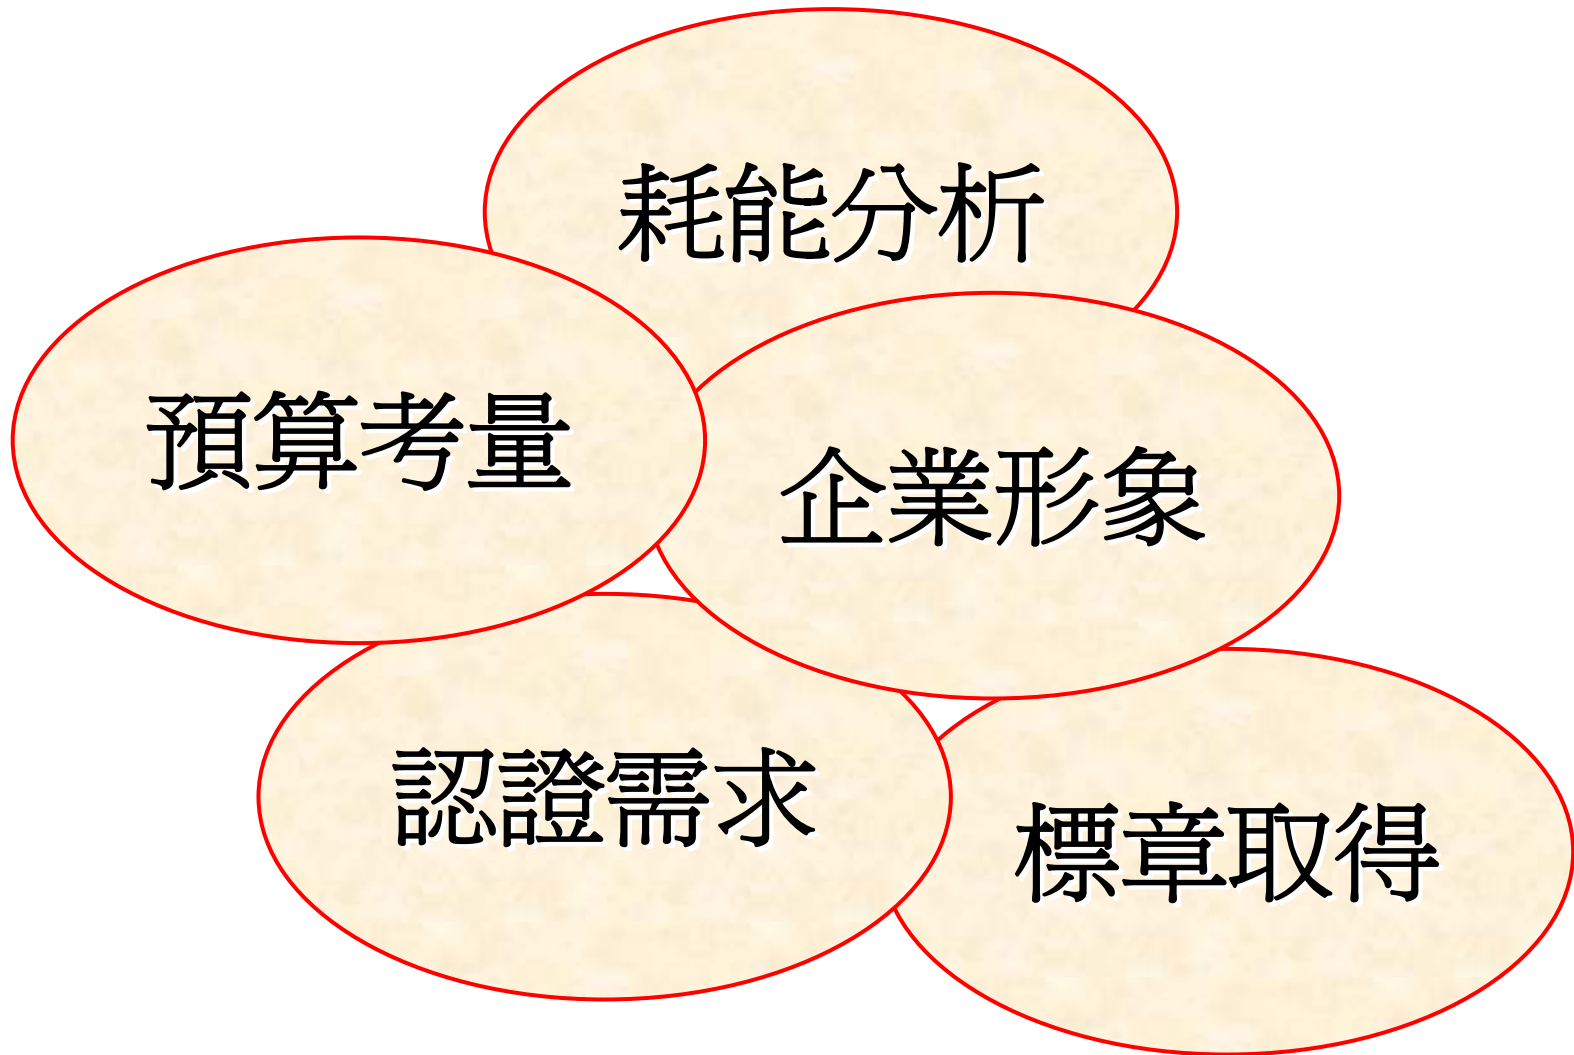 耗能分析
預算考量
企業形象
認證需求
標章取得